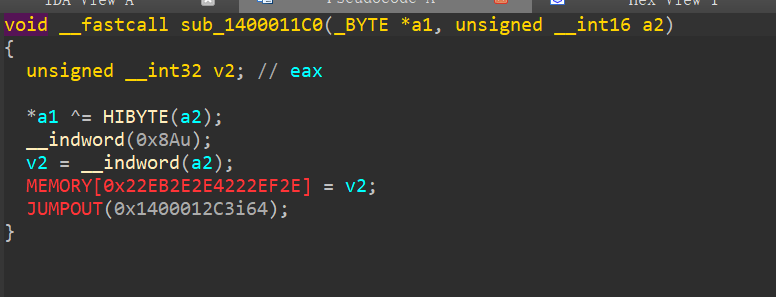 IDA View A Pseudocode A Hex View 1
void __fastcall sub_1400011C0(_BYTE *a1, unsigned __int16 a2)
{
unsigned __int32 v2; // eax
*a1 ^= HIBYTE(a2);
__indword(0x8Au);
v2 = __indword(a2);
MEMORY[0x22EB2E2E4222EF2E] = v2;
JUMPOUT(0x1400012C3i64);
}